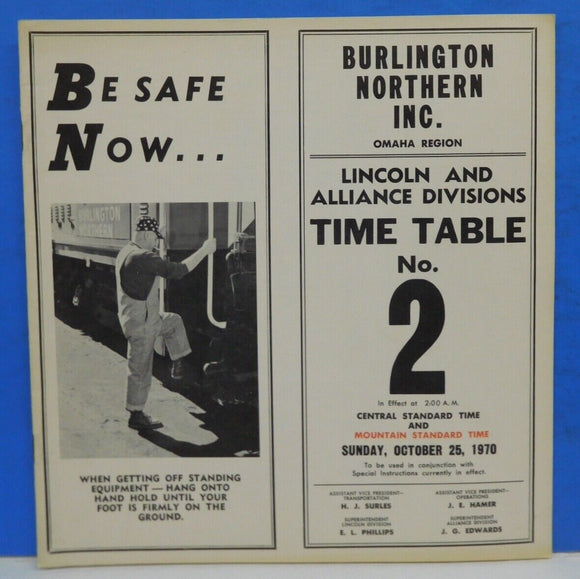 BE SAFE
NOW...
BURLINGTON
NORTHERN
WHEN GETTING OFF STANDING
EQUIPMENT — HANG ONTO
HAND HOLD UNTIL YOUR
FOOT IS FIRMLY ON THE
GROUND.
BURLINGTON
NORTHERN
INC.
OMAHA REGION
LINCOLN AND
ALLIANCE DIVISIONS
TIME TABLE
No.
2
In Effect at 2:00 A.M.
CENTRAL STANDARD TIME
AND
MOUNTAIN STANDARD TIME
SUNDAY, OCTOBER 25, 1970
To be used in conjunction with
Special Instructions currently in effect.
ASSISTANT VICE PRESIDENT—
TRANSPORTATION
H. J. SURLES
ASSISTANT VICE PRESIDENT—
OPERATIONS
J. E. HAMER
SUPERINTENDENT
LINCOLN DIVISION
E. L. PHILLIPS
SUPERINTENDENT
ALLIANCE DIVISION
J. G. EDWARDS